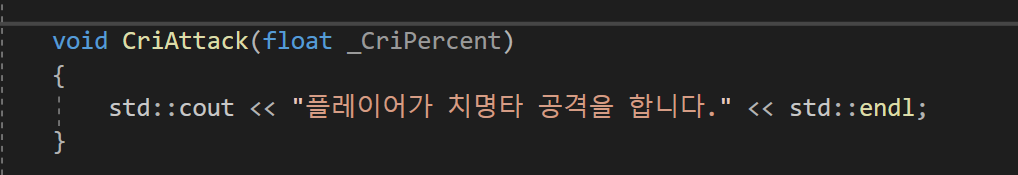 void CriAttack(float _CriPercent)
{
    std::cout << "플레이어가 치명타 공격을 합니다." << std::endl;
}